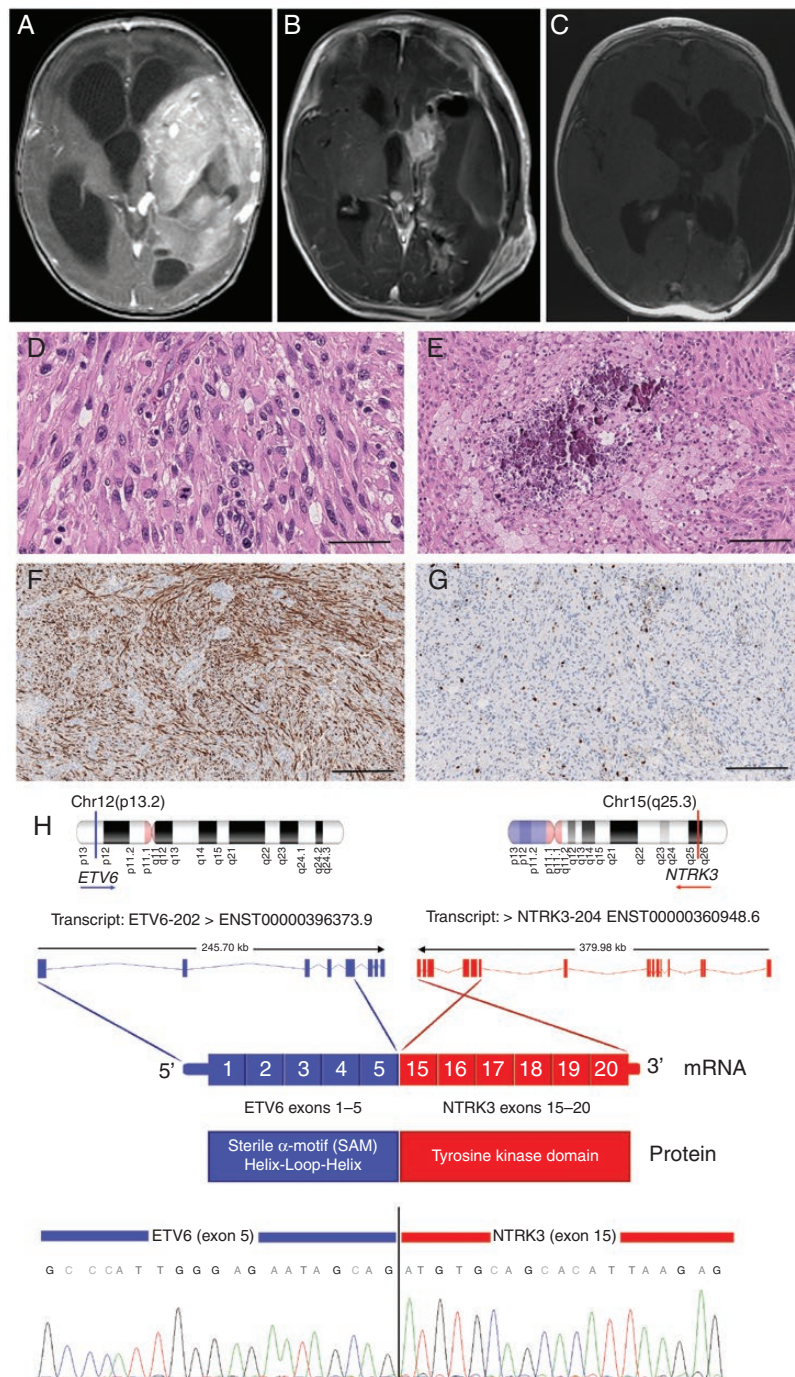 A
B
C
D
E
F
G
H
Chr12(p13.2)
Chr15(q25.3)
p13
p12
p11.2
p11.1
q11
q12
q13
q14
q15
q21
q22
q23
q24.1
q24.2
q24.3
p13
p12
p11.2
p11.1
q11.1
q11.2
q12
q13
q14
q15
q21
q22
q23
q24
q25
q26
ETV6
NTRK3
Transcript: ETV6-202 > ENST00000396373.9
Transcript: > NTRK3-204 ENST00000360948.6
245.70 kb
379.98 kb
5’ 1 2 3 4 5 15 16 17 18 19 20 3’ mRNA
ETV6 exons 1–5
NTRK3 exons 15–20
Sterile α-motif (SAM)
Helix-Loop-Helix
Tyrosine kinase domain
Protein
ETV6 (exon 5)
NTRK3 (exon 15)
G C C C A T T G G G A G A A T A G C A G A T G T G C A G C A C A T T A A G A G